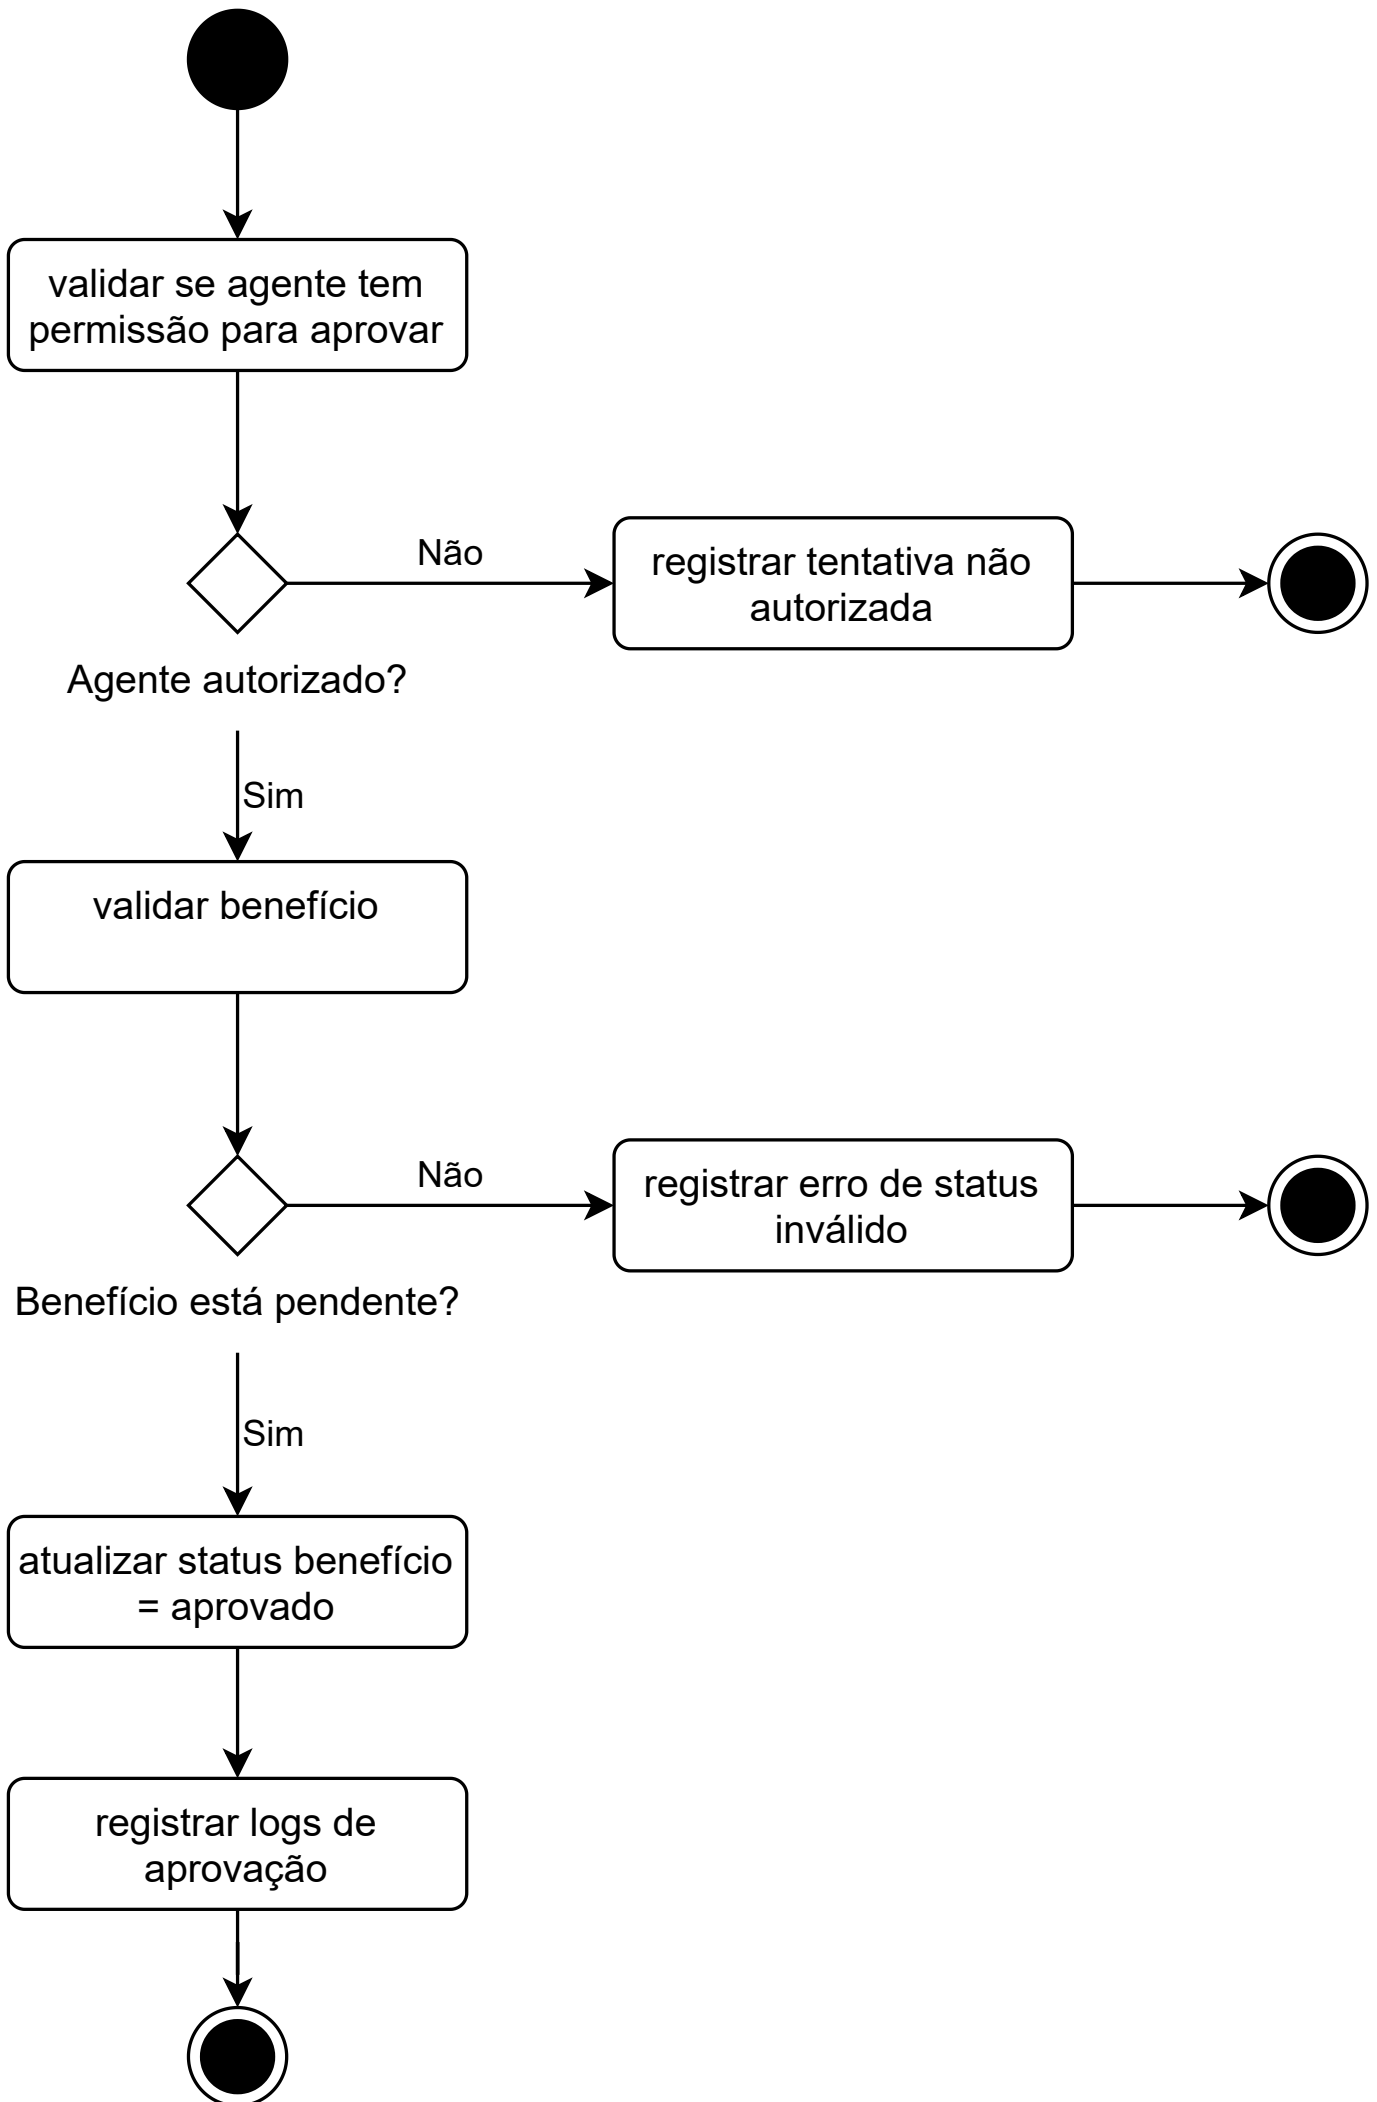 validar se agente tem
permissão para aprovar
Não
registrar tentativa não
autorizada
Agente autorizado?
Sim
validar benefício
Não
registrar erro de status
inválido
Benefício está pendente?
Sim
atualizar status benefício
= aprovado
registrar logs de
aprovação